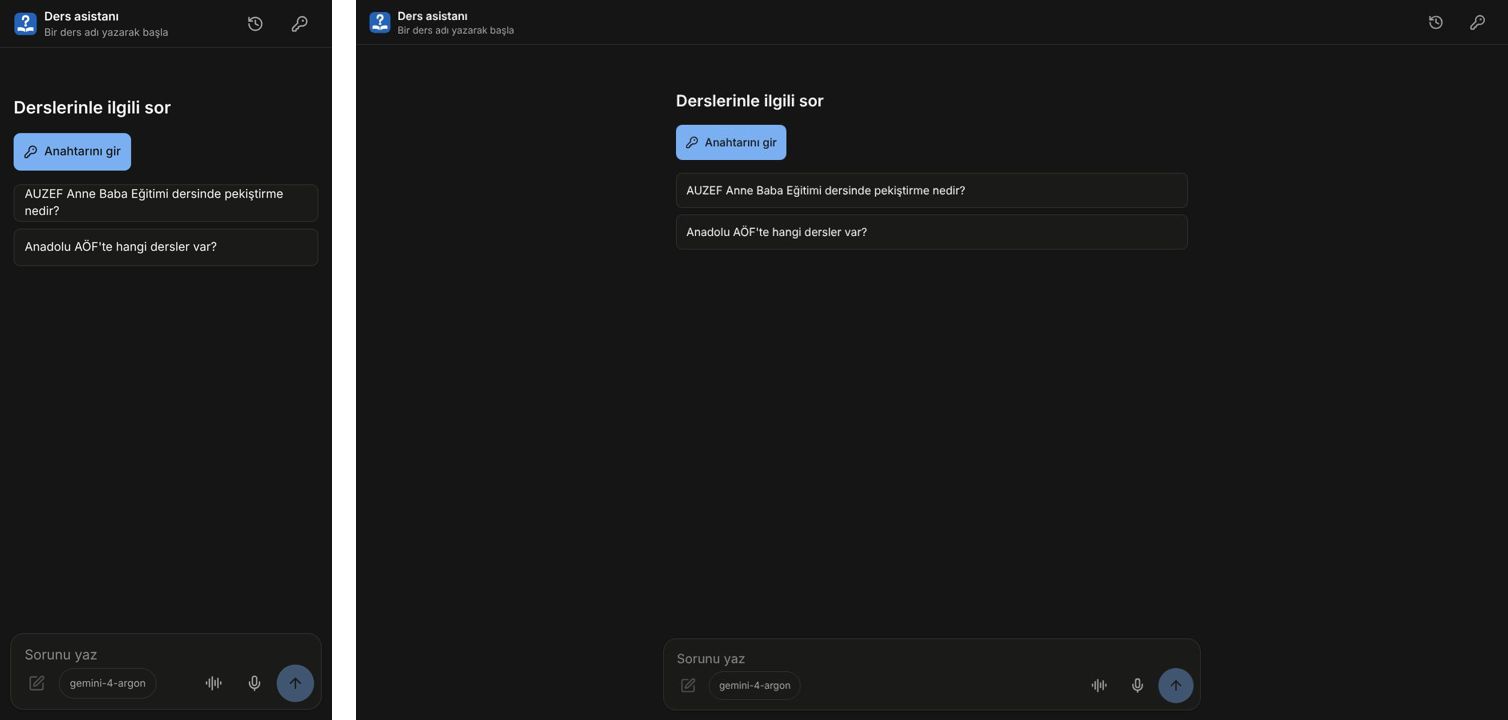 Ders asistanı
Bir ders adı yazarak başla
Derslerinle ilgili sor
Anahtarını gir
AUZEF Anne Baba Eğitimi dersinde pekiştirme
nedir?
Anadolu AÖF'te hangi dersler var?
Sorunu yaz
gemini-4-argon
Ders asistanı
Bir ders adı yazarak başla
Derslerinle ilgili sor
Anahtarını gir
AUZEF Anne Baba Eğitimi dersinde pekiştirme nedir?
Anadolu AÖF'te hangi dersler var?
Sorunu yaz
gemini-4-argon